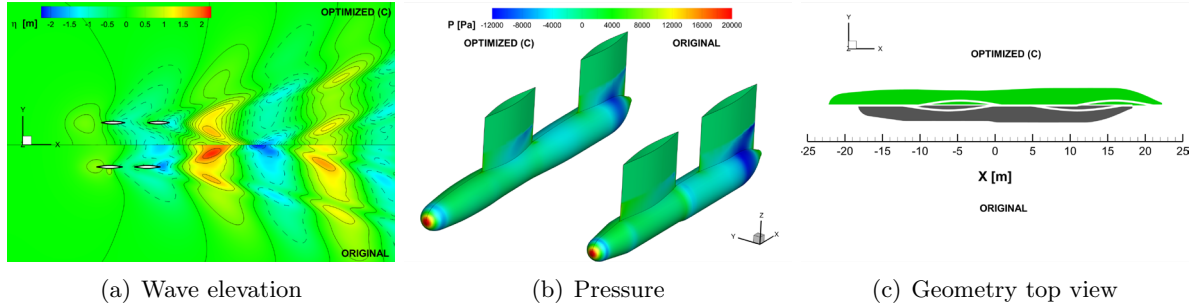 OPTIMIZED (C)
η [m]
-2 -1.5 -1 -0.5 0 0.5 1 1.5 2
Y
Z X
ORIGINAL
(a) Wave elevation
P [Pa]
-12000 -8000 -4000 0 4000 8000 12000 16000 20000
OPTIMIZED (C) ORIGINAL
Z
Y X
(b) Pressure
Y
Z X
OPTIMIZED (C)
-25 -20 -15 -10 -5 0 5 10 15 20 25
X [m]
ORIGINAL
(c) Geometry top view